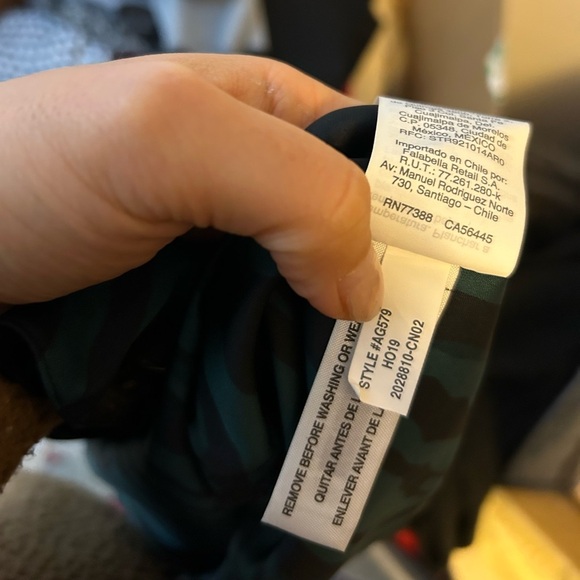 Cuajimalpa de Morelos
C.P. 05348, Ciudad de
México, MEXICO
RFC: STR921014AR0
Importado en Chile por:
Falabella Retail S.A.
R.U.T.: 77.261.280-k
Av: Manuel Rodriguez Norte
730, Santiago – Chile
RN77388 CA56445
STYLE #AG579
HO19
2028810-CN02
REMOVE BEFORE WASHING OR WE
QUITAR ANTES DE L
ENLEVER AVANT DE L